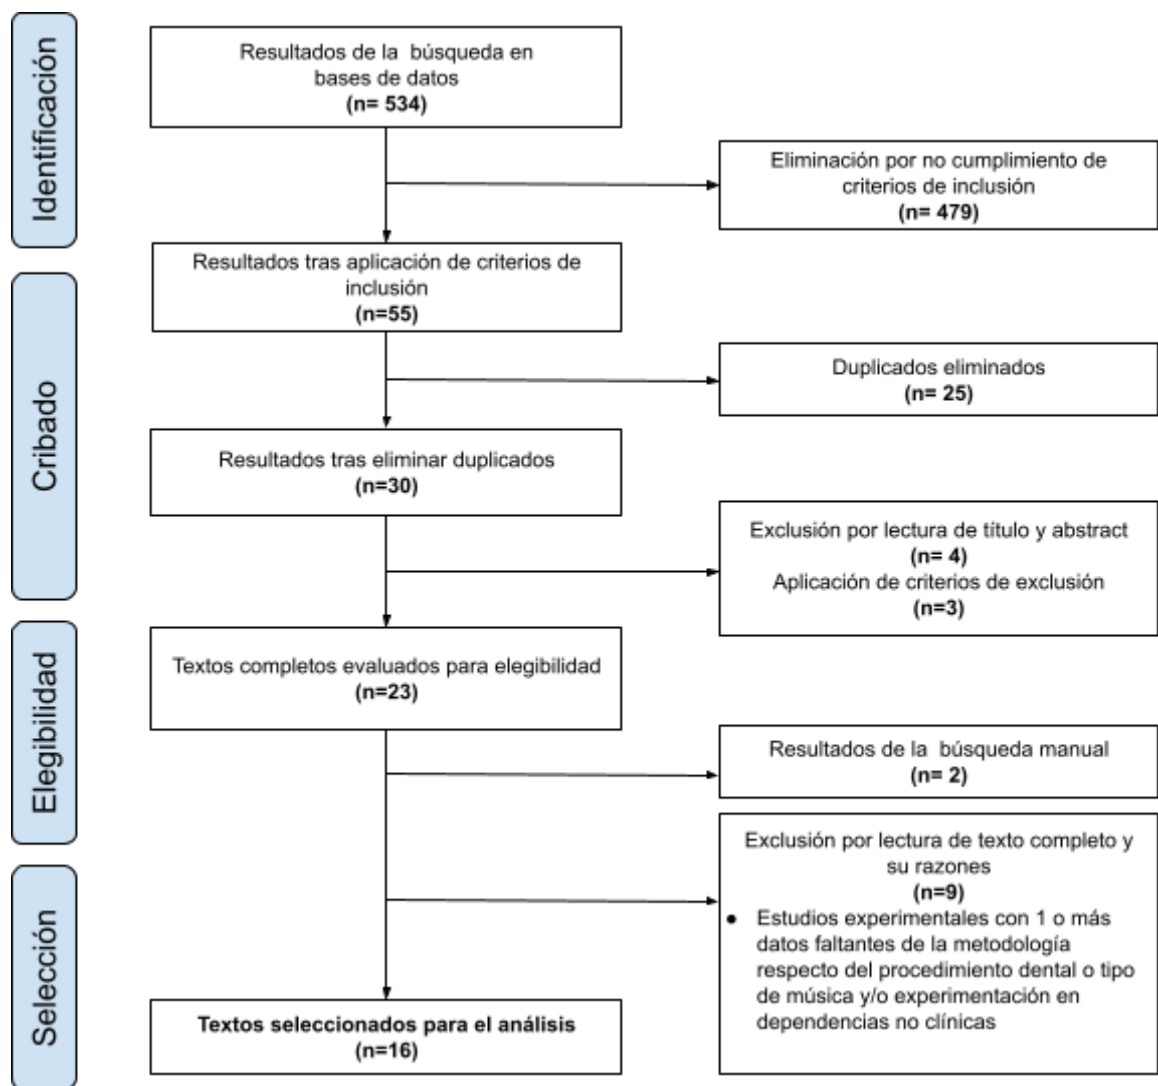 Identificación
Resultados de la búsqueda en
bases de datos
(n= 534)
Eliminación por no cumplimiento de
criterios de inclusión
(n= 479)
Resultados tras aplicación de criterios de
inclusión
(n=55)
Cribado
Duplicados eliminados
(n= 25)
Resultados tras eliminar duplicados
(n=30)
Exclusión por lectura de título y abstract
(n= 4)
Aplicación de criterios de exclusión
(n=3)
Elegibilidad
Textos completos evaluados para elegibilidad
(n=23)
Resultados de la búsqueda manual
(n= 2)
Exclusión por lectura de texto completo y
su razones
(n=9)
● Estudios experimentales con 1 o más
datos faltantes de la metodología
respecto del procedimiento dental o tipo
de música y/o experimentación en
dependencias no clínicas
Selección
Textos seleccionados para el análisis
(n=16)